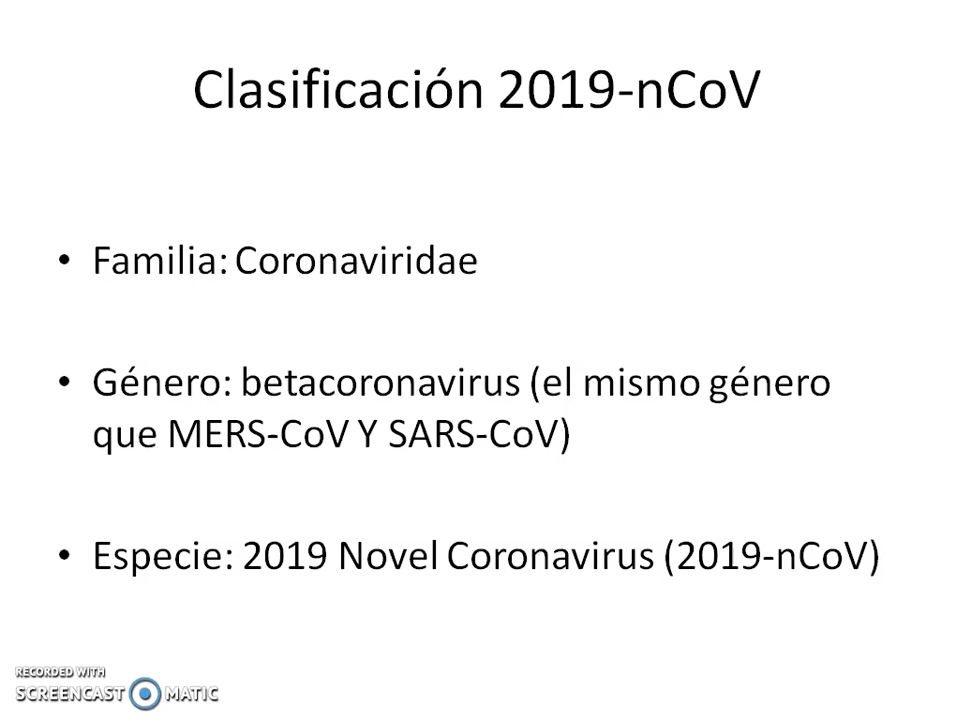 Clasificación 2019-nCoV
• Familia: Coronaviridae
• Género: betacoronavirus (el mismo género
que MERS-CoV Y SARS-CoV)
• Especie: 2019 Novel Coronavirus (2019-nCoV)
RECORDED WITH
SCREENCAST MATIC